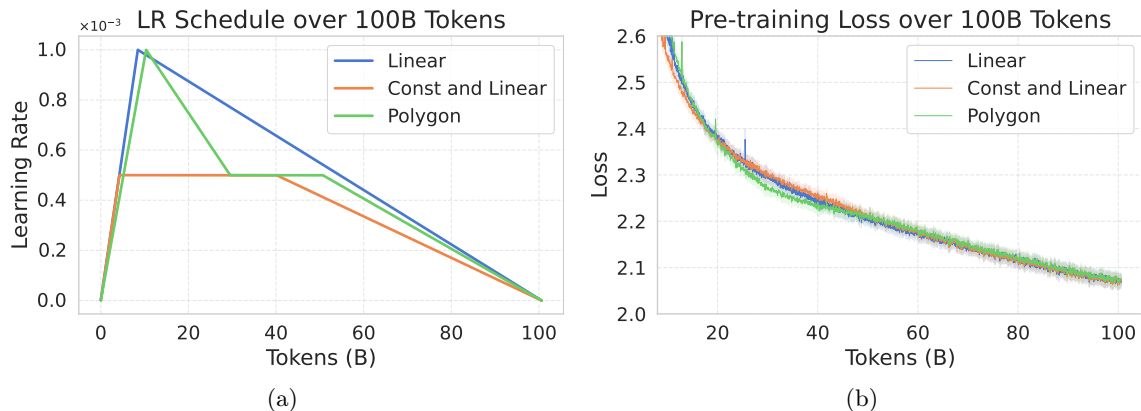 LR Schedule over 100B Tokens
×10⁻³
1.0
0.8
0.6
0.4
0.2
0.0
Learning Rate
0 20 40 60 80 100
Tokens (B)
Linear
Const and Linear
Polygon
(a)
Pre-training Loss over 100B Tokens
2.6
2.5
2.4
2.3
2.2
2.1
2.0
Loss
20 40 60 80 100
Tokens (B)
Linear
Const and Linear
Polygon
(b)